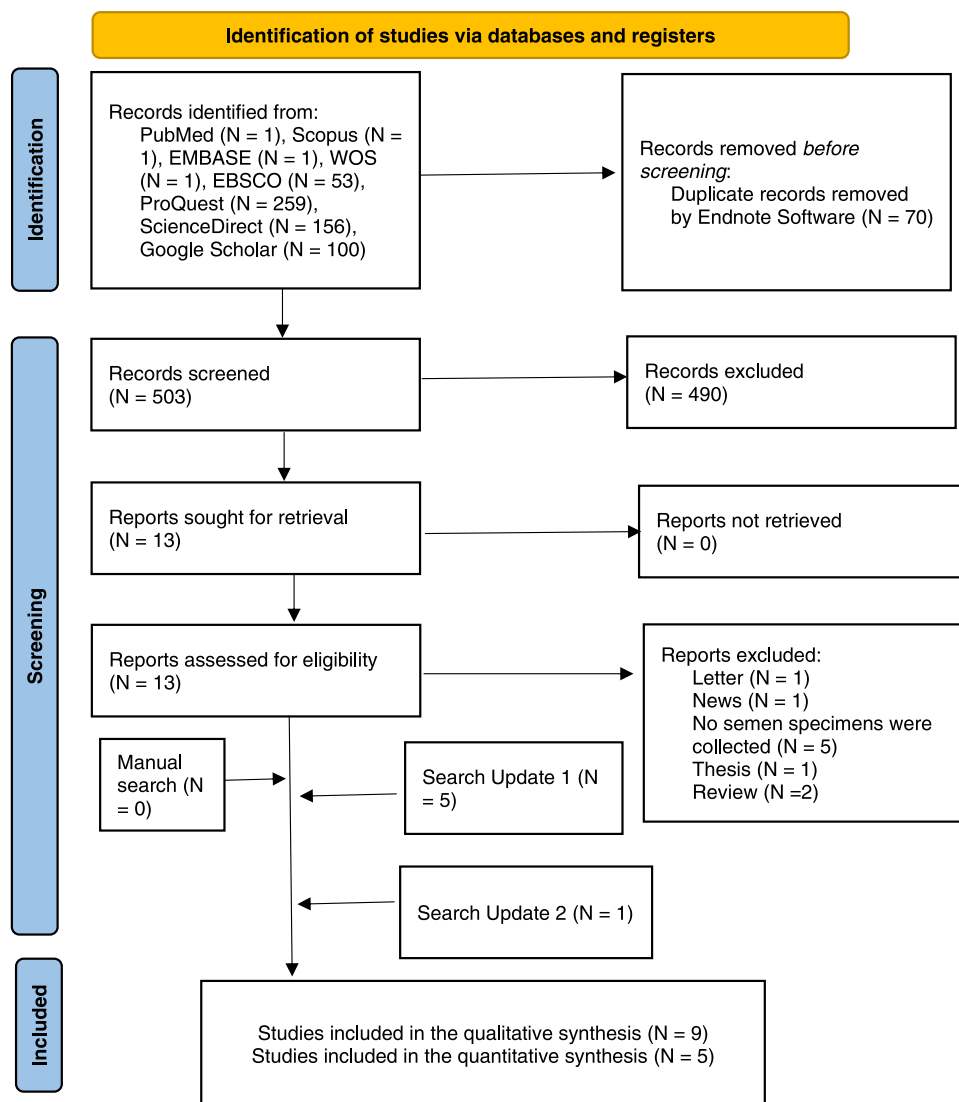 Identification of studies via databases and registers
Identification
Records identified from:
PubMed (N = 1), Scopus (N =
1), EMBASE (N = 1), WOS
(N = 1), EBSCO (N = 53),
ProQuest (N = 259),
ScienceDirect (N = 156),
Google Scholar (N = 100)
Records removed before
screening:
Duplicate records removed
by Endnote Software (N = 70)
Screening
Records screened
(N = 503)
Records excluded
(N = 490)
Reports sought for retrieval
(N = 13)
Reports not retrieved
(N = 0)
Reports assessed for eligibility
(N = 13)
Reports excluded:
Letter (N = 1)
News (N = 1)
No semen specimens were
collected (N = 5)
Thesis (N = 1)
Review (N =2)
Manual
search (N
= 0)
Search Update 1 (N
= 5)
Search Update 2 (N = 1)
Included
Studies included in the qualitative synthesis (N = 9)
Studies included in the quantitative synthesis (N = 5)